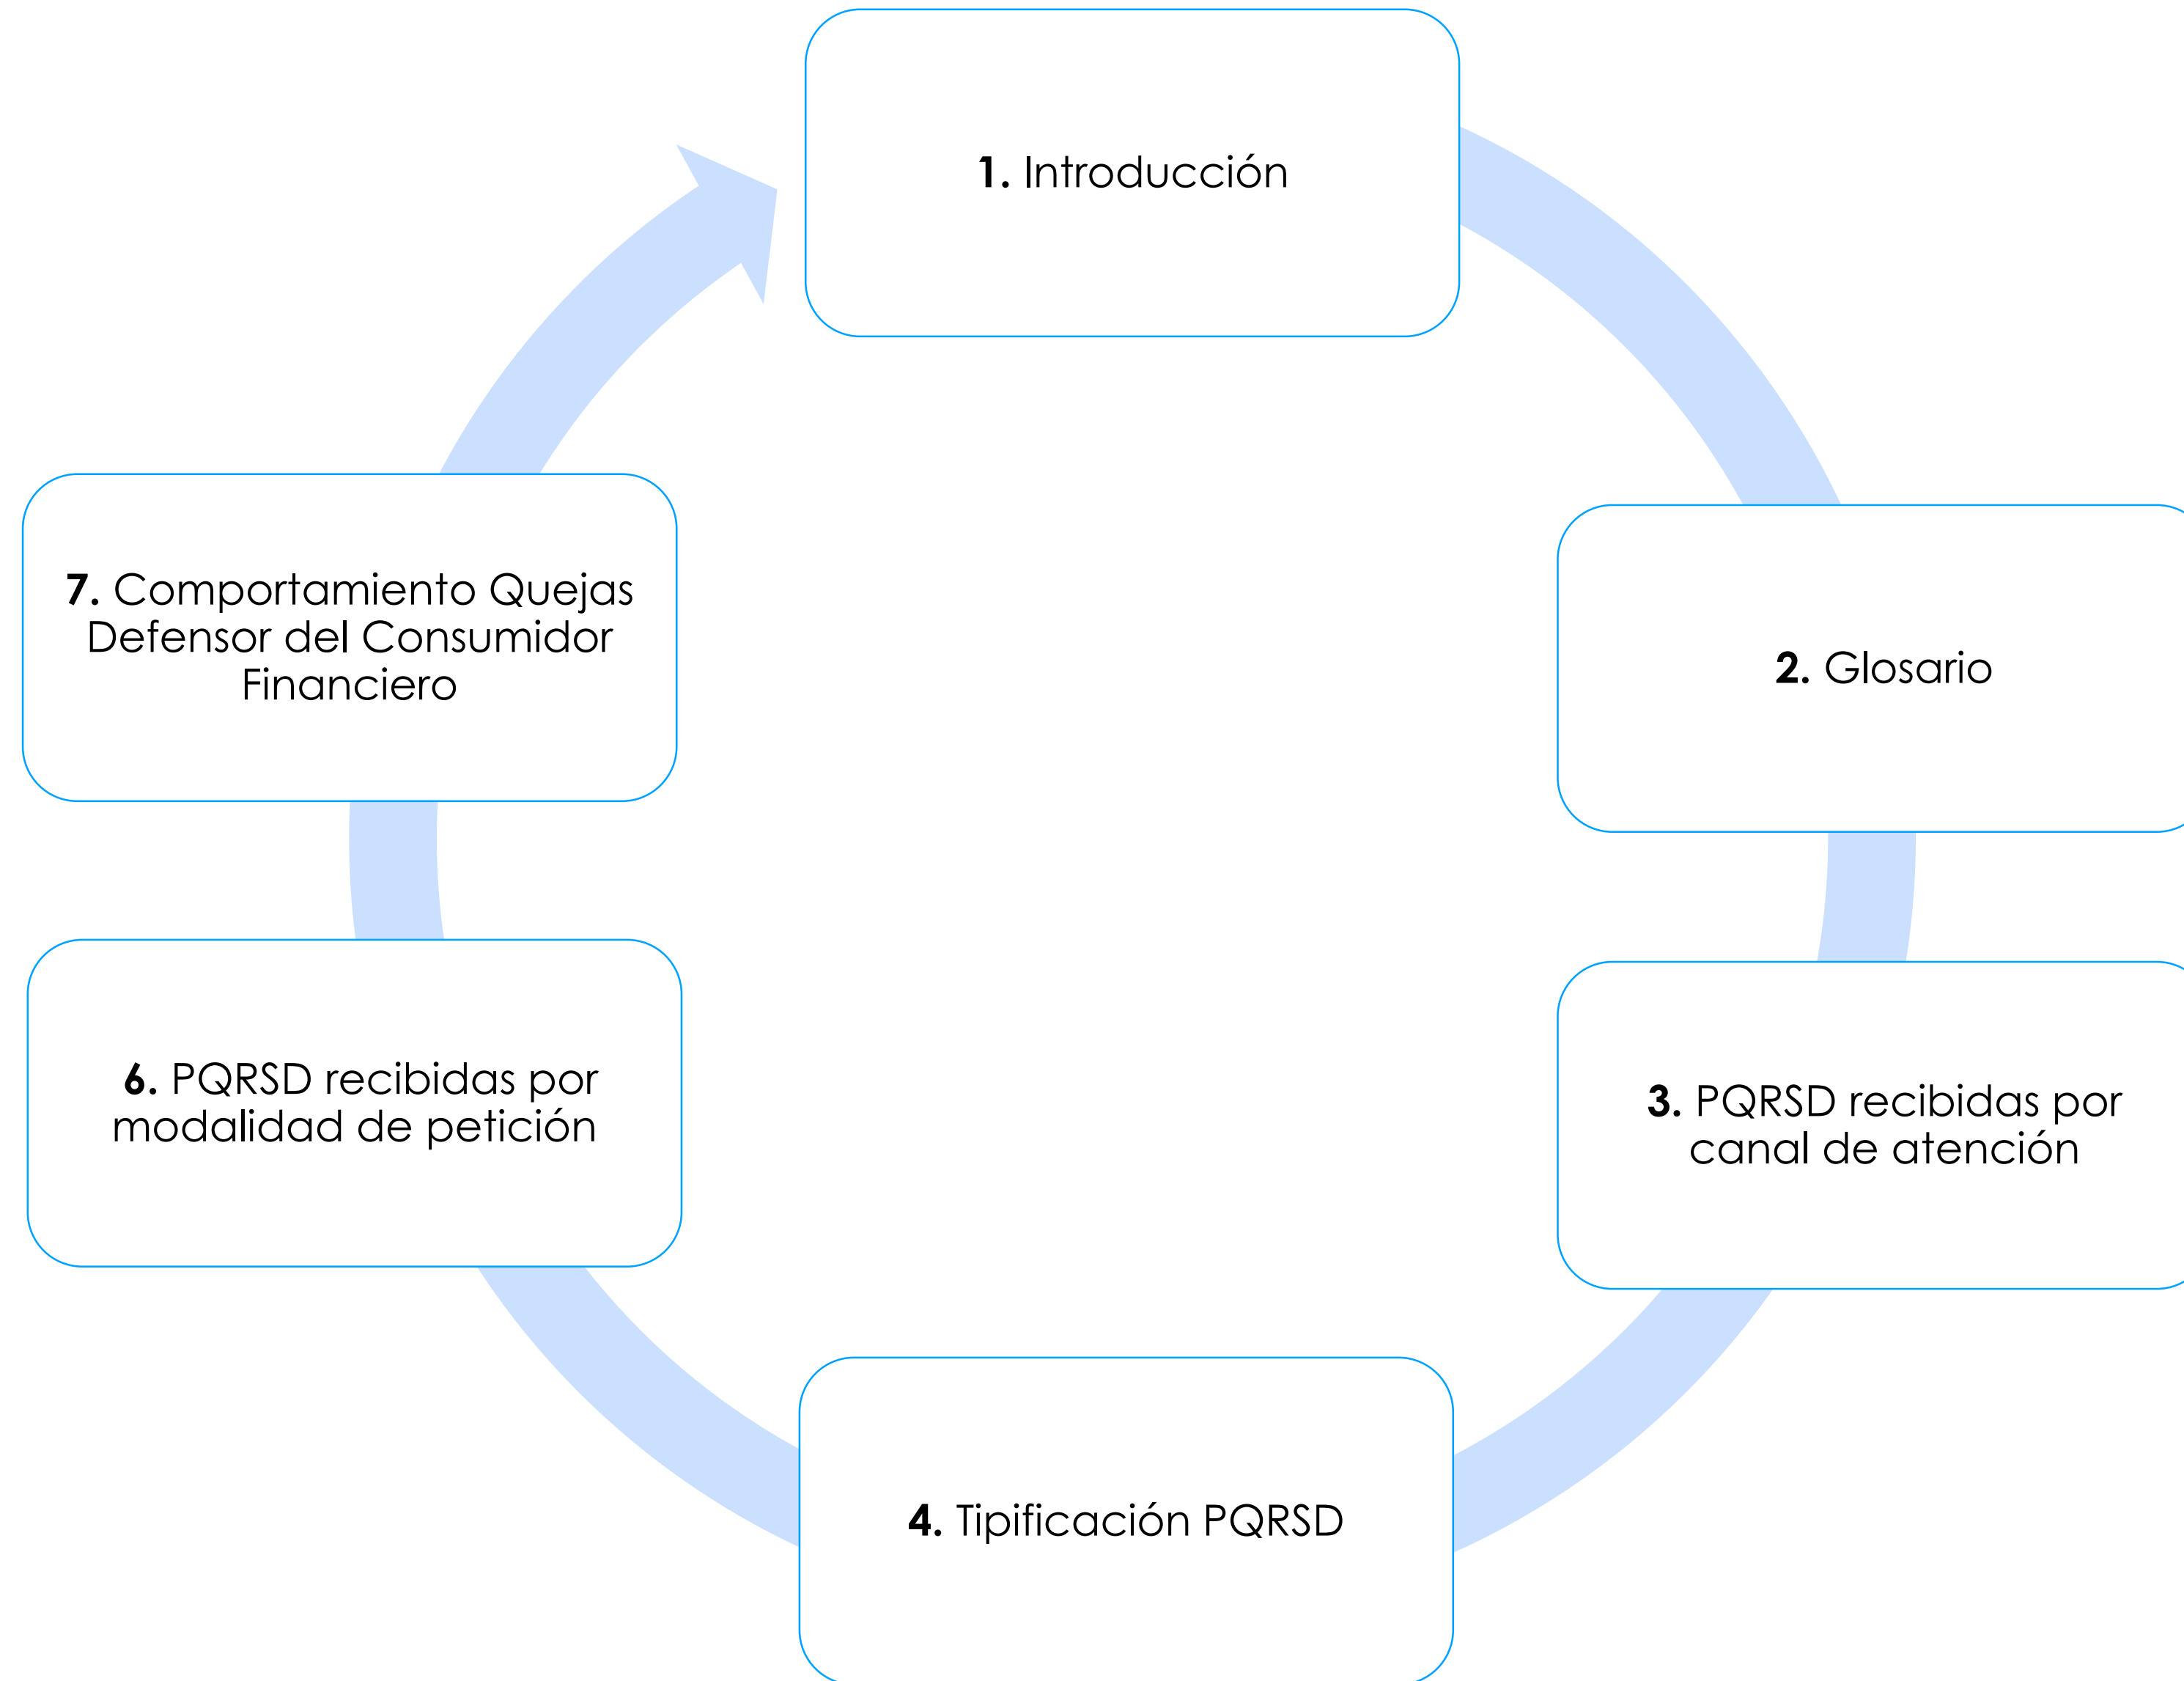 1. Introducción
2. Glosario
3. PQRSD recibidas por
canal de atención
4. Tipificación PQRSD
6. PQRSD recibidas por
modalidad de petición
7. Comportamiento Quejas
Defensor del Consumidor
Financiero